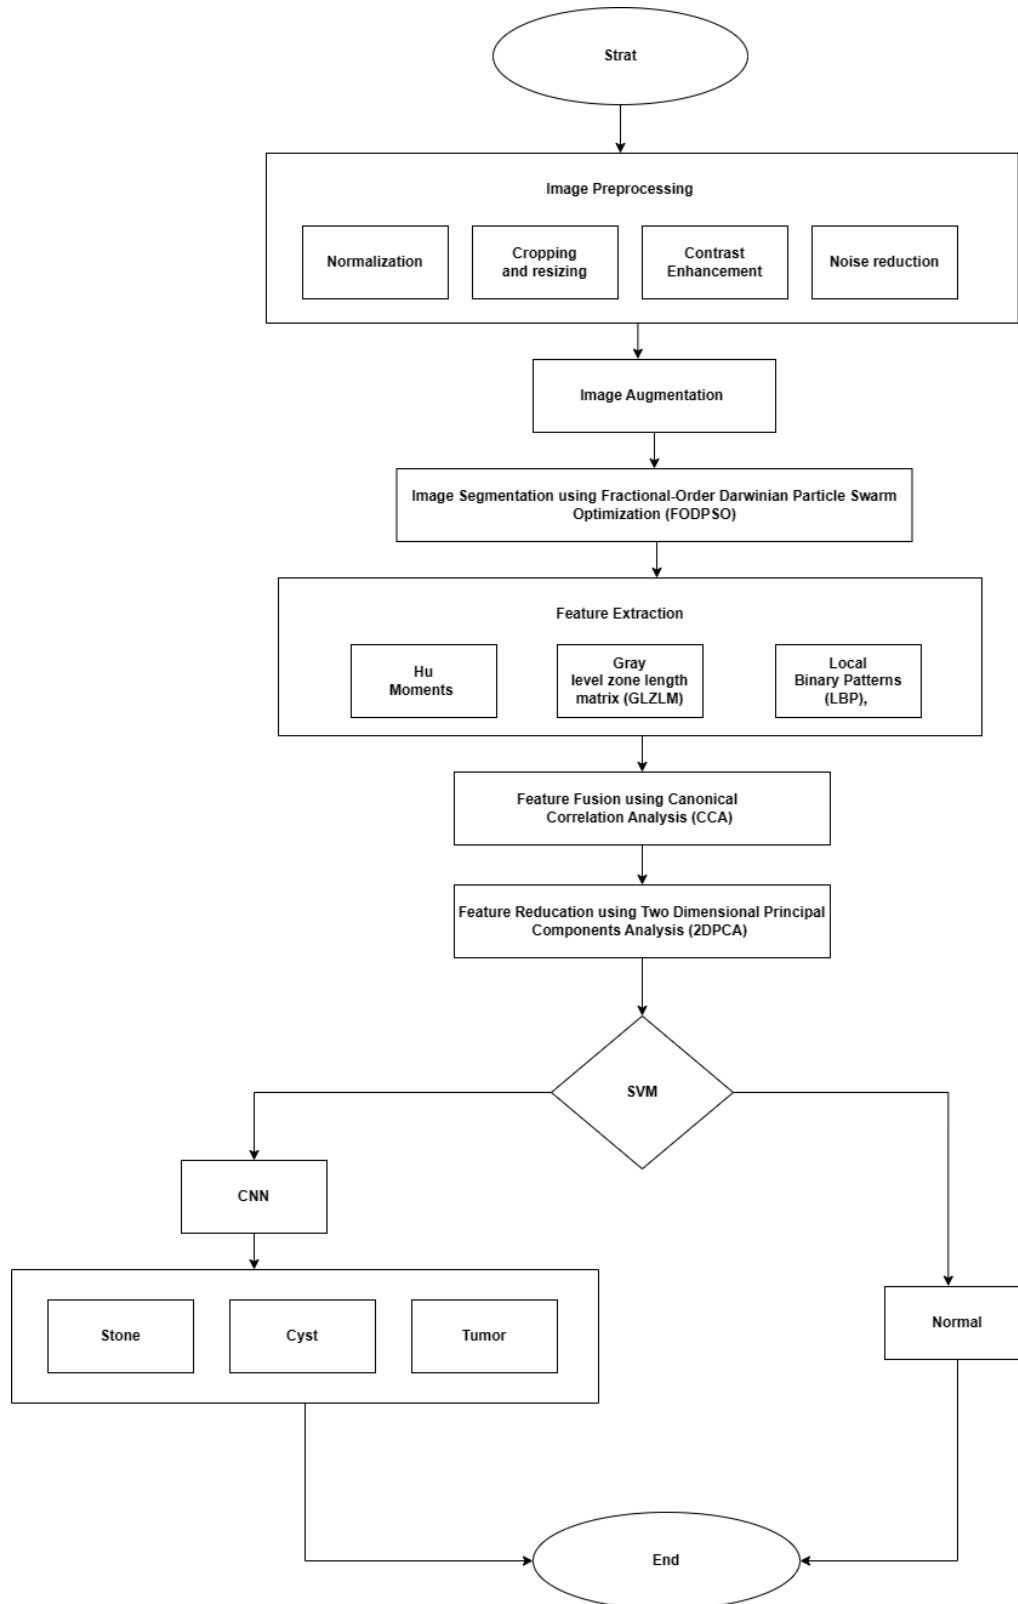 Strat
Image Preprocessing
Normalization
Cropping
and resizing
Contrast
Enhancement
Noise reduction
Image Augmentation
Image Segmentation using Fractional-Order Darwinian Particle Swarm
Optimization (FODPSO)
Feature Extraction
Hu
Moments
Gray
level zone length
matrix (GLZLM)
Local
Binary Patterns
(LBP),
Feature Fusion using Canonical
Correlation Analysis (CCA)
Feature Reducation using Two Dimensional Principal
Components Analysis (2DPCA)
SVM
CNN
Stone
Cyst
Tumor
Normal
End